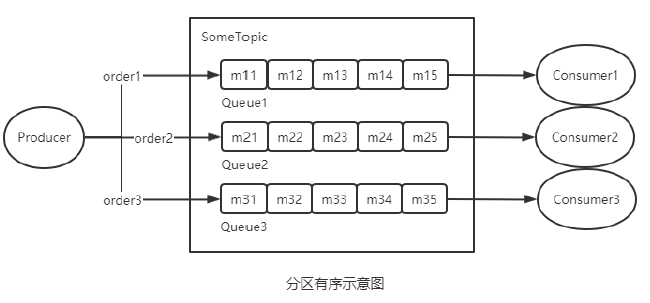 SomeTopic
order1
m11 m12 m13 m14 m15
Consumer1
Queue1
Producer
order2
m21 m22 m23 m24 m25
Consumer2
Queue2
order3
m31 m32 m33 m34 m35
Consumer3
Queue3
分区有序示意图